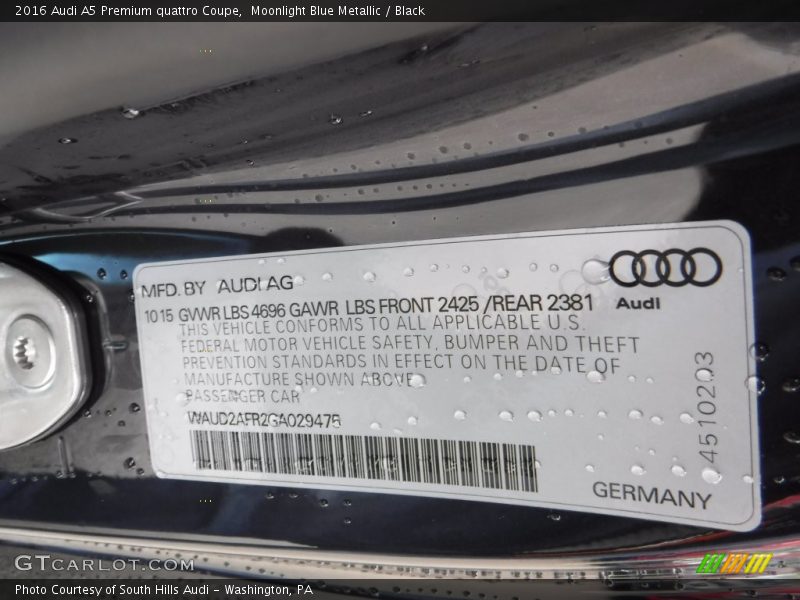 2016 Audi A5 Premium quattro Coupe,  Moonlight Blue Metallic / Black
MFD. BY  AUDI AG
10 15 GVWR LBS 4696 GAWR LBS FRONT 2425 /REAR 2381
Audi
THIS VEHICLE CONFORMS TO ALL APPLICABLE U.S.
FEDERAL MOTOR VEHICLE SAFETY, BUMPER AND THEFT
PREVENTION STANDARDS IN EFFECT ON THE DATE OF
MANUFACTURE SHOWN ABOVE
PASSENGER CAR
WAUD2AFR2GA029475
4510203
GERMANY
GTCARLOT.COM
Photo Courtesy of South Hills Audi - Washington, PA